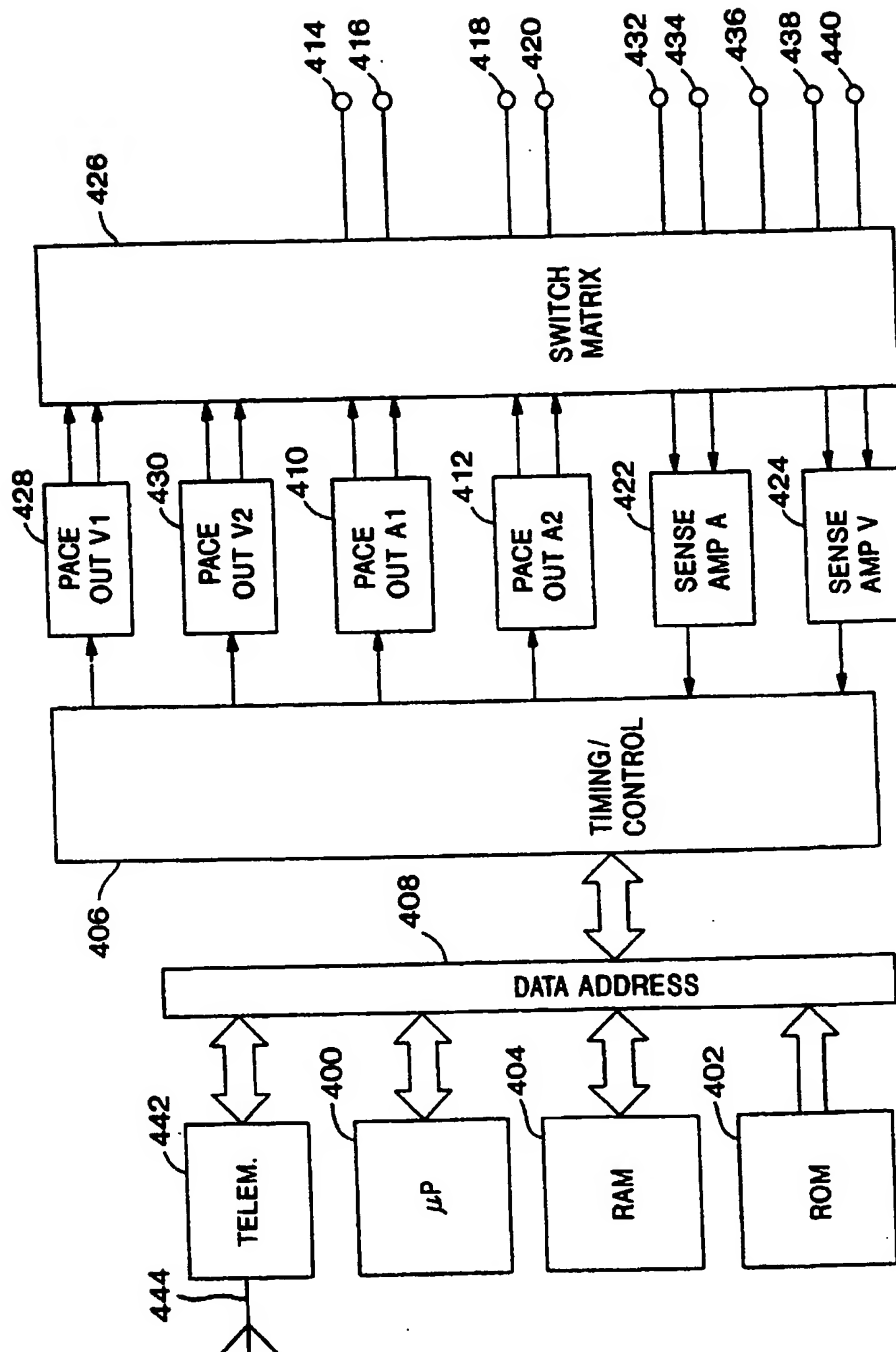 444
442
TELEM.
400
μP
404
RAM
402
ROM
408
DATA ADDRESS
406
TIMING/
CONTROL
428
PACE
OUT V1
430
PACE
OUT V2
410
PACE
OUT A1
412
PACE
OUT A2
422
SENSE
AMP A
424
SENSE
AMP V
426
SWITCH
MATRIX
414
416
418
420
432
434
436
438
440